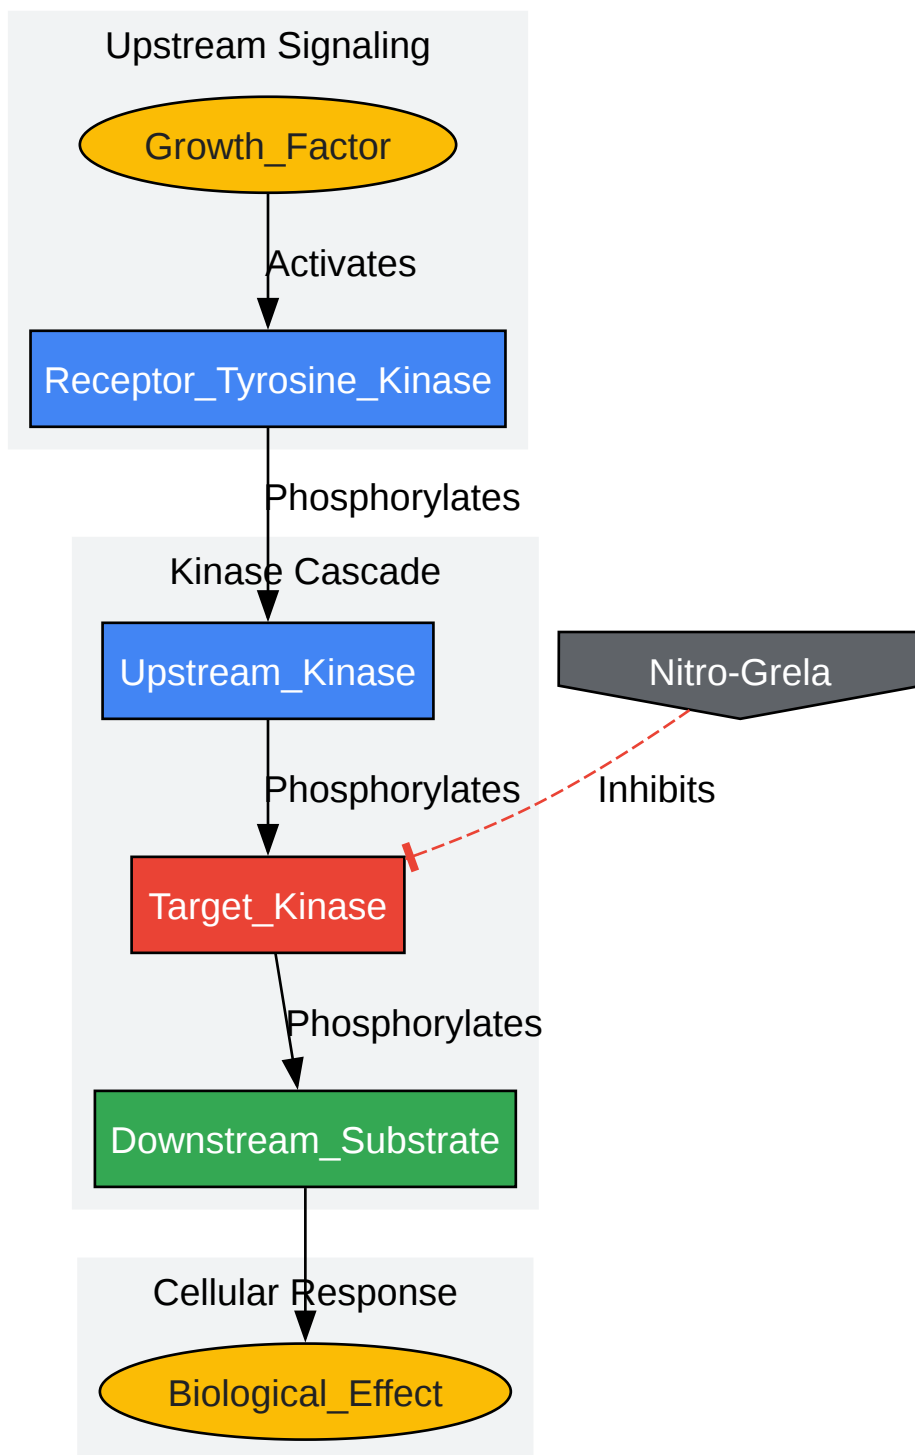 Upstream Signaling
Growth_Factor
Activates
Receptor_Tyrosine_Kinase
Phosphorylates
Kinase Cascade
Upstream_Kinase
Nitro-Grela
Phosphorylates
Inhibits
Target_Kinase
Phosphorylates
Downstream_Substrate
Cellular Response
Biological_Effect